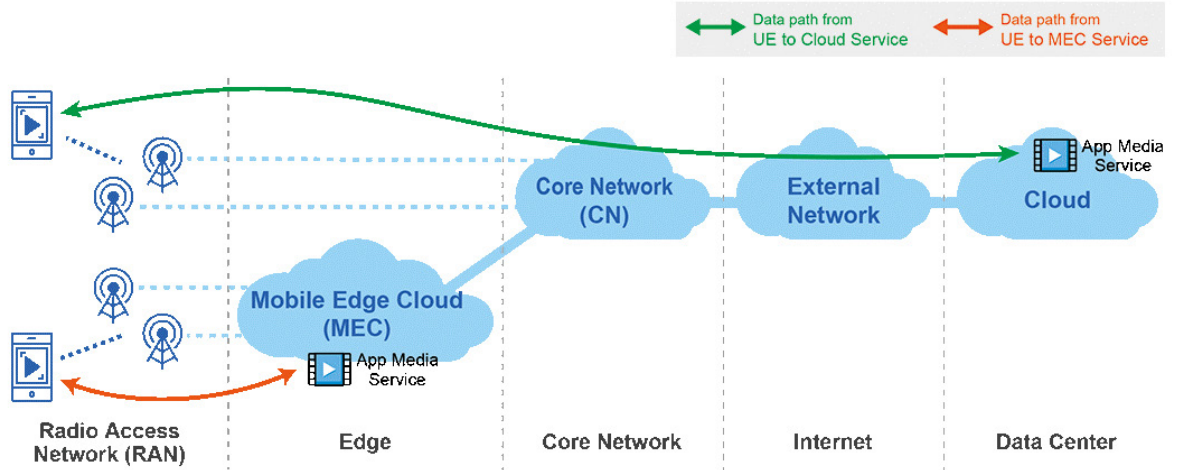 Data path from
UE to Cloud Service
Data path from
UE to MEC Service
App Media
Service
Core Network
(CN)
External
Network
Cloud
Mobile Edge Cloud
(MEC)
App Media
Service
Radio Access
Network (RAN)
Edge
Core Network
Internet
Data Center